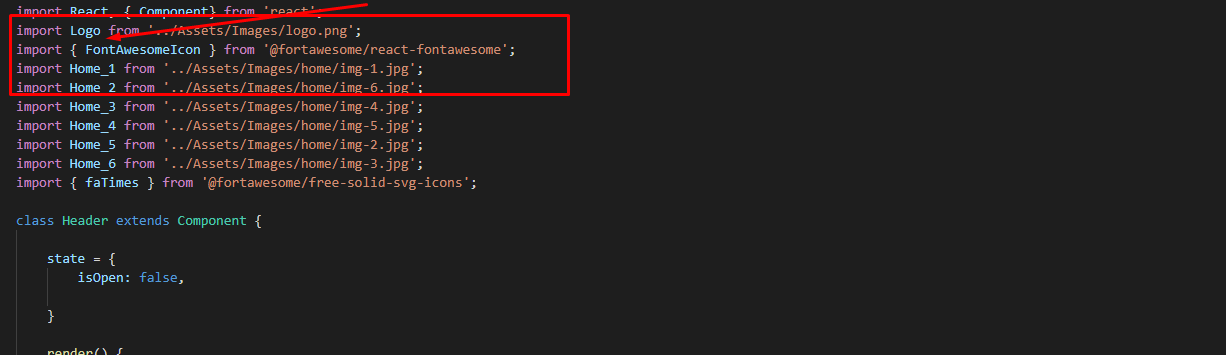 import React, { Component} from 'react';
import Logo from '../Assets/Images/logo.png';
import { FontAwesomeIcon } from '@fortawesome/react-fontawesome';
import Home_1 from '../Assets/Images/home/img-1.jpg';
import Home_2 from '../Assets/Images/home/img-6.jpg';
import Home_3 from '../Assets/Images/home/img-4.jpg';
import Home_4 from '../Assets/Images/home/img-5.jpg';
import Home_5 from '../Assets/Images/home/img-2.jpg';
import Home_6 from '../Assets/Images/home/img-3.jpg';
import { faTimes } from '@fortawesome/free-solid-svg-icons';
class Header extends Component {
state = {
isOpen: false,
}
render() {